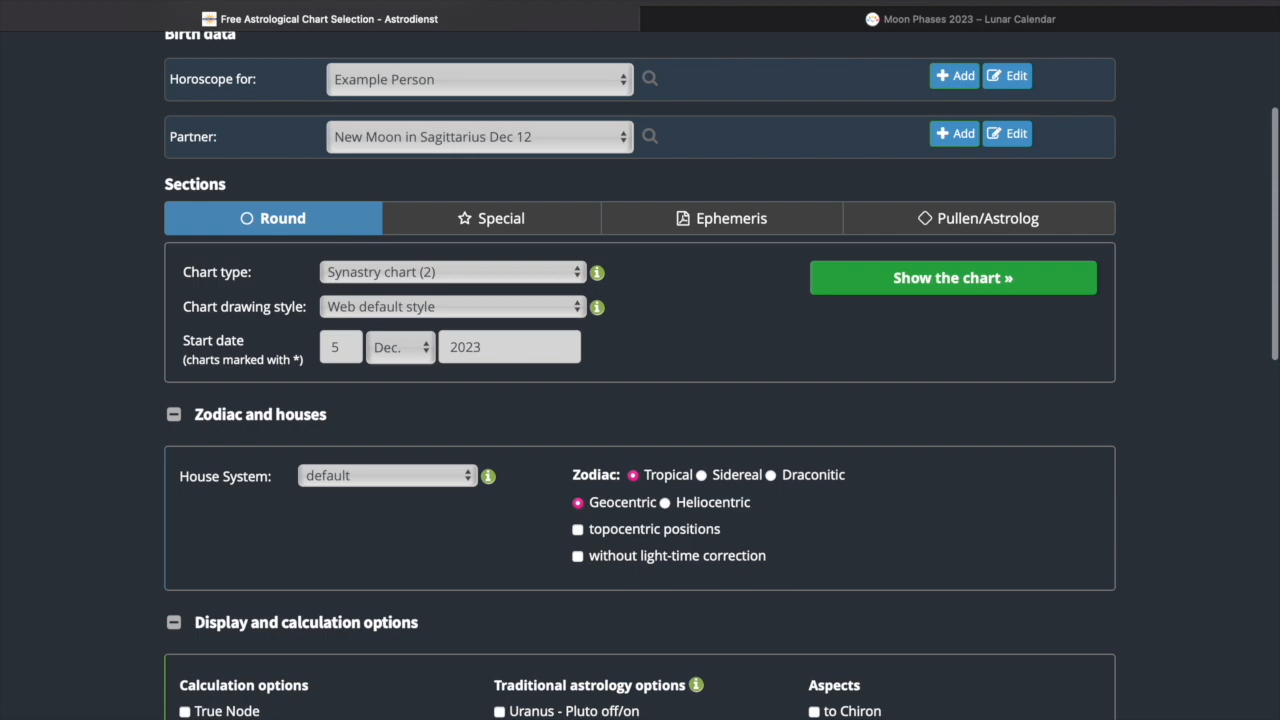 Free Astrological Chart Selection - Astrodienst
Moon Phases 2023 – Lunar Calendar
Birth data
Horoscope for:
Example Person
Add
Edit
Partner:
New Moon in Sagittarius Dec 12
Add
Edit
Sections
Round
Special
Ephemeris
Pullen/Astrolog
Chart type:
Synastry chart (2)
Show the chart »
Chart drawing style:
Web default style
Start date
(charts marked with *)
5
Dec.
2023
Zodiac and houses
House System:
default
Zodiac: Tropical Sidereal Draconitic
Geocentric Heliocentric
topocentric positions
without light-time correction
Display and calculation options
Calculation options
Traditional astrology options
Aspects
True Node
Uranus - Pluto off/on
to Chiron